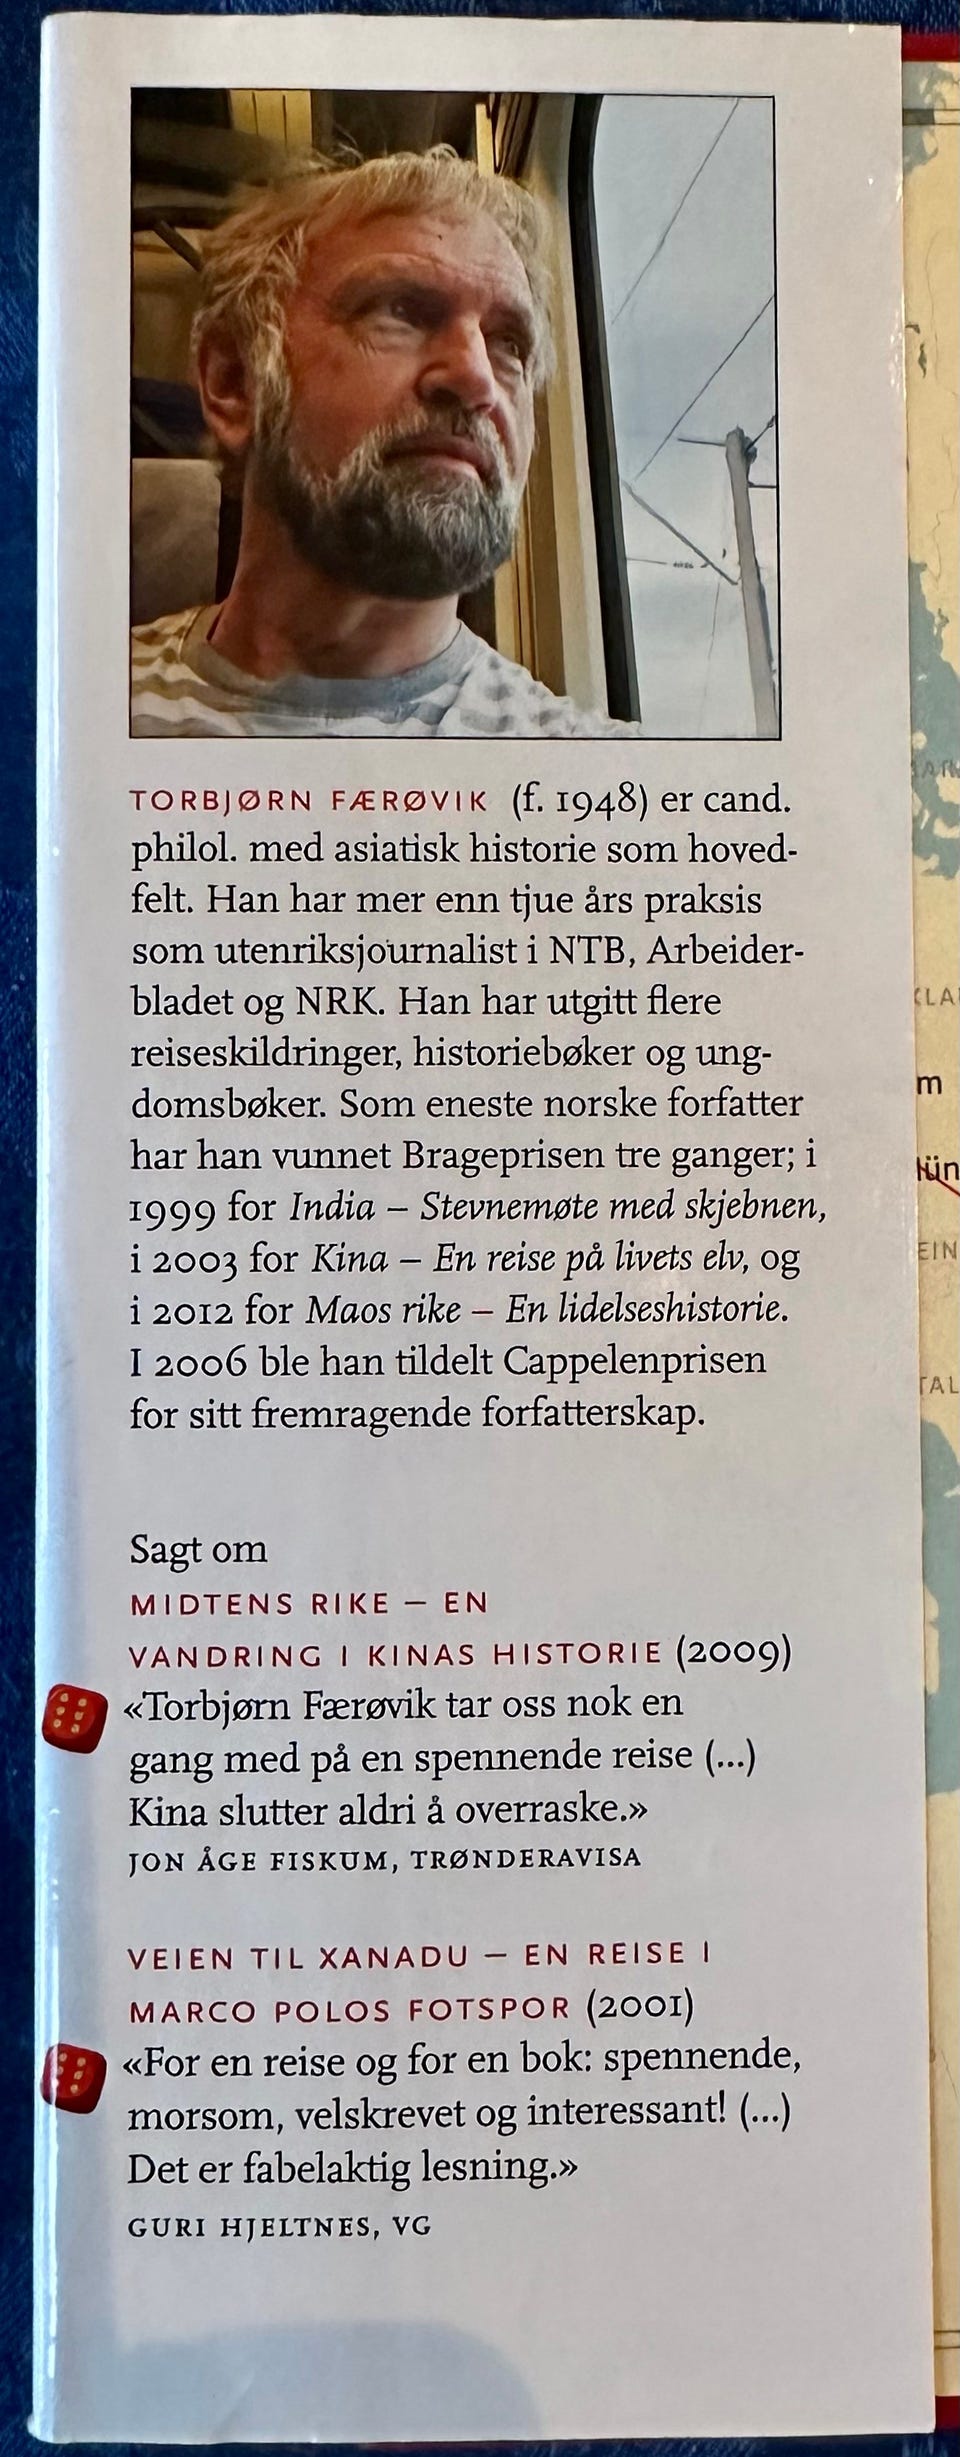 TORBJØRN FÆRØVIK (f. 1948) er cand.
philol. med asiatisk historie som hoved-
felt. Han har mer enn tjue års praksis
som utenriksjournalist i NTB, Arbeider-
bladet og NRK. Han har utgitt flere
reiseskildringer, historiebøker og ung-
domsbøker. Som eneste norske forfatter
har han vunnet Brageprisen tre ganger; i
1999 for India – Stevnemøte med skjebnen,
i 2003 for Kina – En reise på livets elv, og
i 2012 for Maos rike – En lidelseshistorie.
I 2006 ble han tildelt Cappelenprisen
for sitt fremragende forfatterskap.
Sagt om
MIDTENS RIKE – EN
VANDRING I KINAS HISTORIE (2009)
«Torbjørn Færøvik tar oss nok en
gang med på en spennende reise (...)
Kina slutter aldri å overraske.»
JON ÅGE FISKUM, TRØNDERAVISA
VEIEN TIL XANADU – EN REISE I
MARCO POLOS FOTSPOR (2001)
«For en reise og for en bok: spennende,
morsom, velskrevet og interessant! (...)
Det er fabelaktig lesning.»
GURI HJELTNES, VG